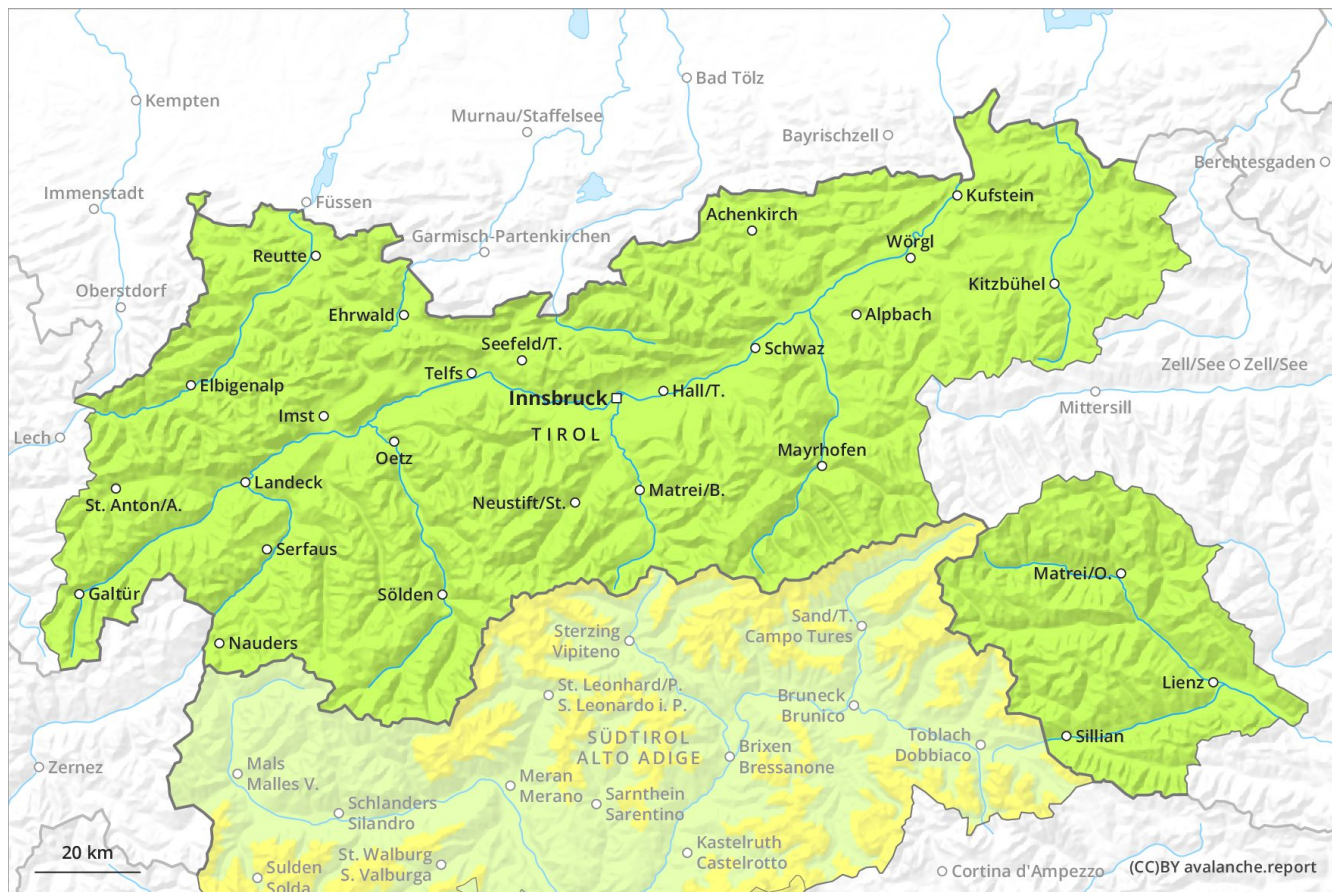 Bad Tölz
Kempten
Murnau/Staffelsee
Bayrischzell
Berchtesgaden
Immenstadt
Füssen
Kufstein
Achenkirch
Garmisch-Partenkirchen
Wörgl
Reutte
Oberstdorf
Kitzbühel
Ehrwald
Alpbach
Seefeld/T.
Schwaz
Zell/See
Zell/See
Telfs
Elbigenalp
Hall/T.
Innsbruck
Mittersill
Imst
TIROL
Lech
Mayrhofen
Oetz
Landeck
Matrei/B.
St. Anton/A.
Neustift/St.
Serfaus
Matrei/O.
Galtür
Sölden
Sand/T.
Campo Tures
Sterzing
Vipiteno
Nauders
Lienz
St. Leonhard/P.
S. Leonardo i. P.
Bruneck
Brunico
SÜDTIROL
ALTO ADIGE
Toblach
Dobbiaco
Sillian
Brixen
Bressanone
Zernez
Mals
Malles V.
Meran
Merano
Sarnthein
Sarentino
Schlanders
Silandro
Kastelruth
Castelrotto
20 km
St. Walburg
S. Valburga
Sulden
Solda
Cortina d'Ampezzo
(CC)BY avalanche.report